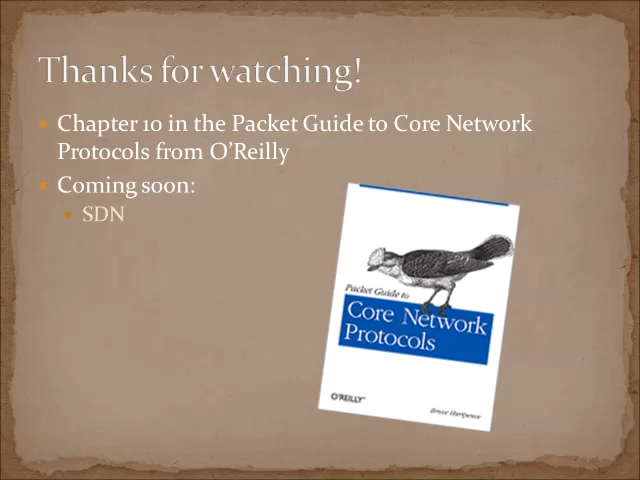 Thanks for watching!
Chapter 10 in the Packet Guide to Core Network
Protocols from O’Reilly
Coming soon:
SDN
Packet Guide to
Core Network
Protocols
O'REILLY™
Bruce Hartpence